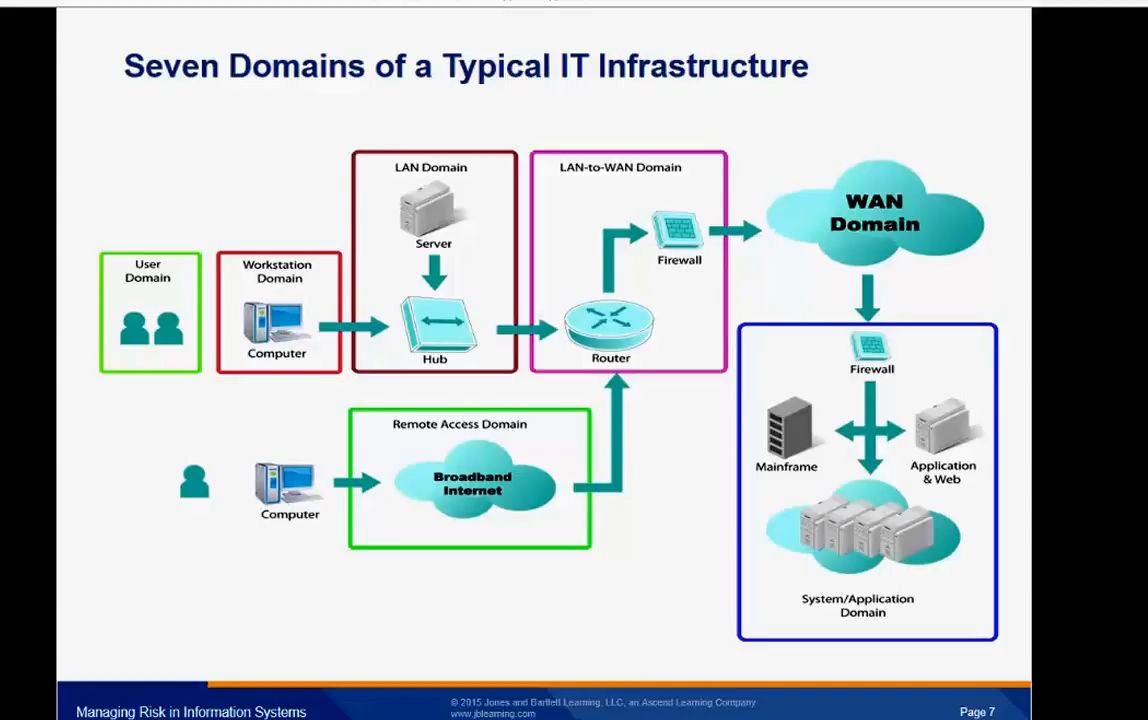 Seven Domains of a Typical IT Infrastructure
LAN Domain
Server
Hub
LAN-to-WAN Domain
Firewall
Router
WAN
Domain
User
Domain
Workstation
Domain
Computer
Remote Access Domain
Broadband
Internet
Computer
Firewall
Mainframe
Application
& Web
System/Application
Domain
Managing Risk in Information Systems
© 2015 Jones and Bartlett Learning, LLC, an Ascend Learning Company
www.jblearning.com
Page 7